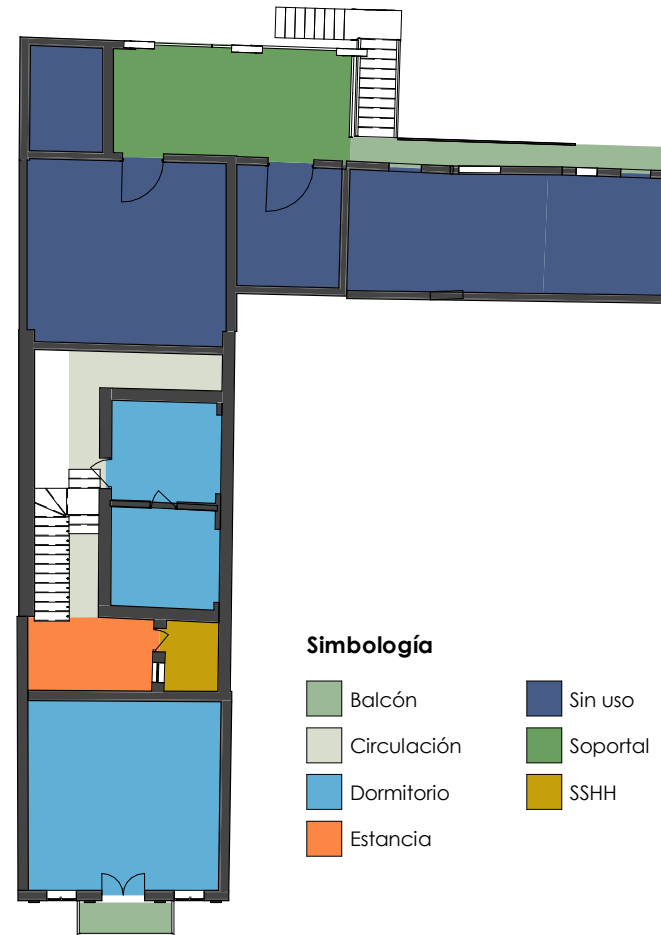 Simbología
Balcón
Circulación
Dormitorio
Estancia
Sin uso
Soportal
SSHH